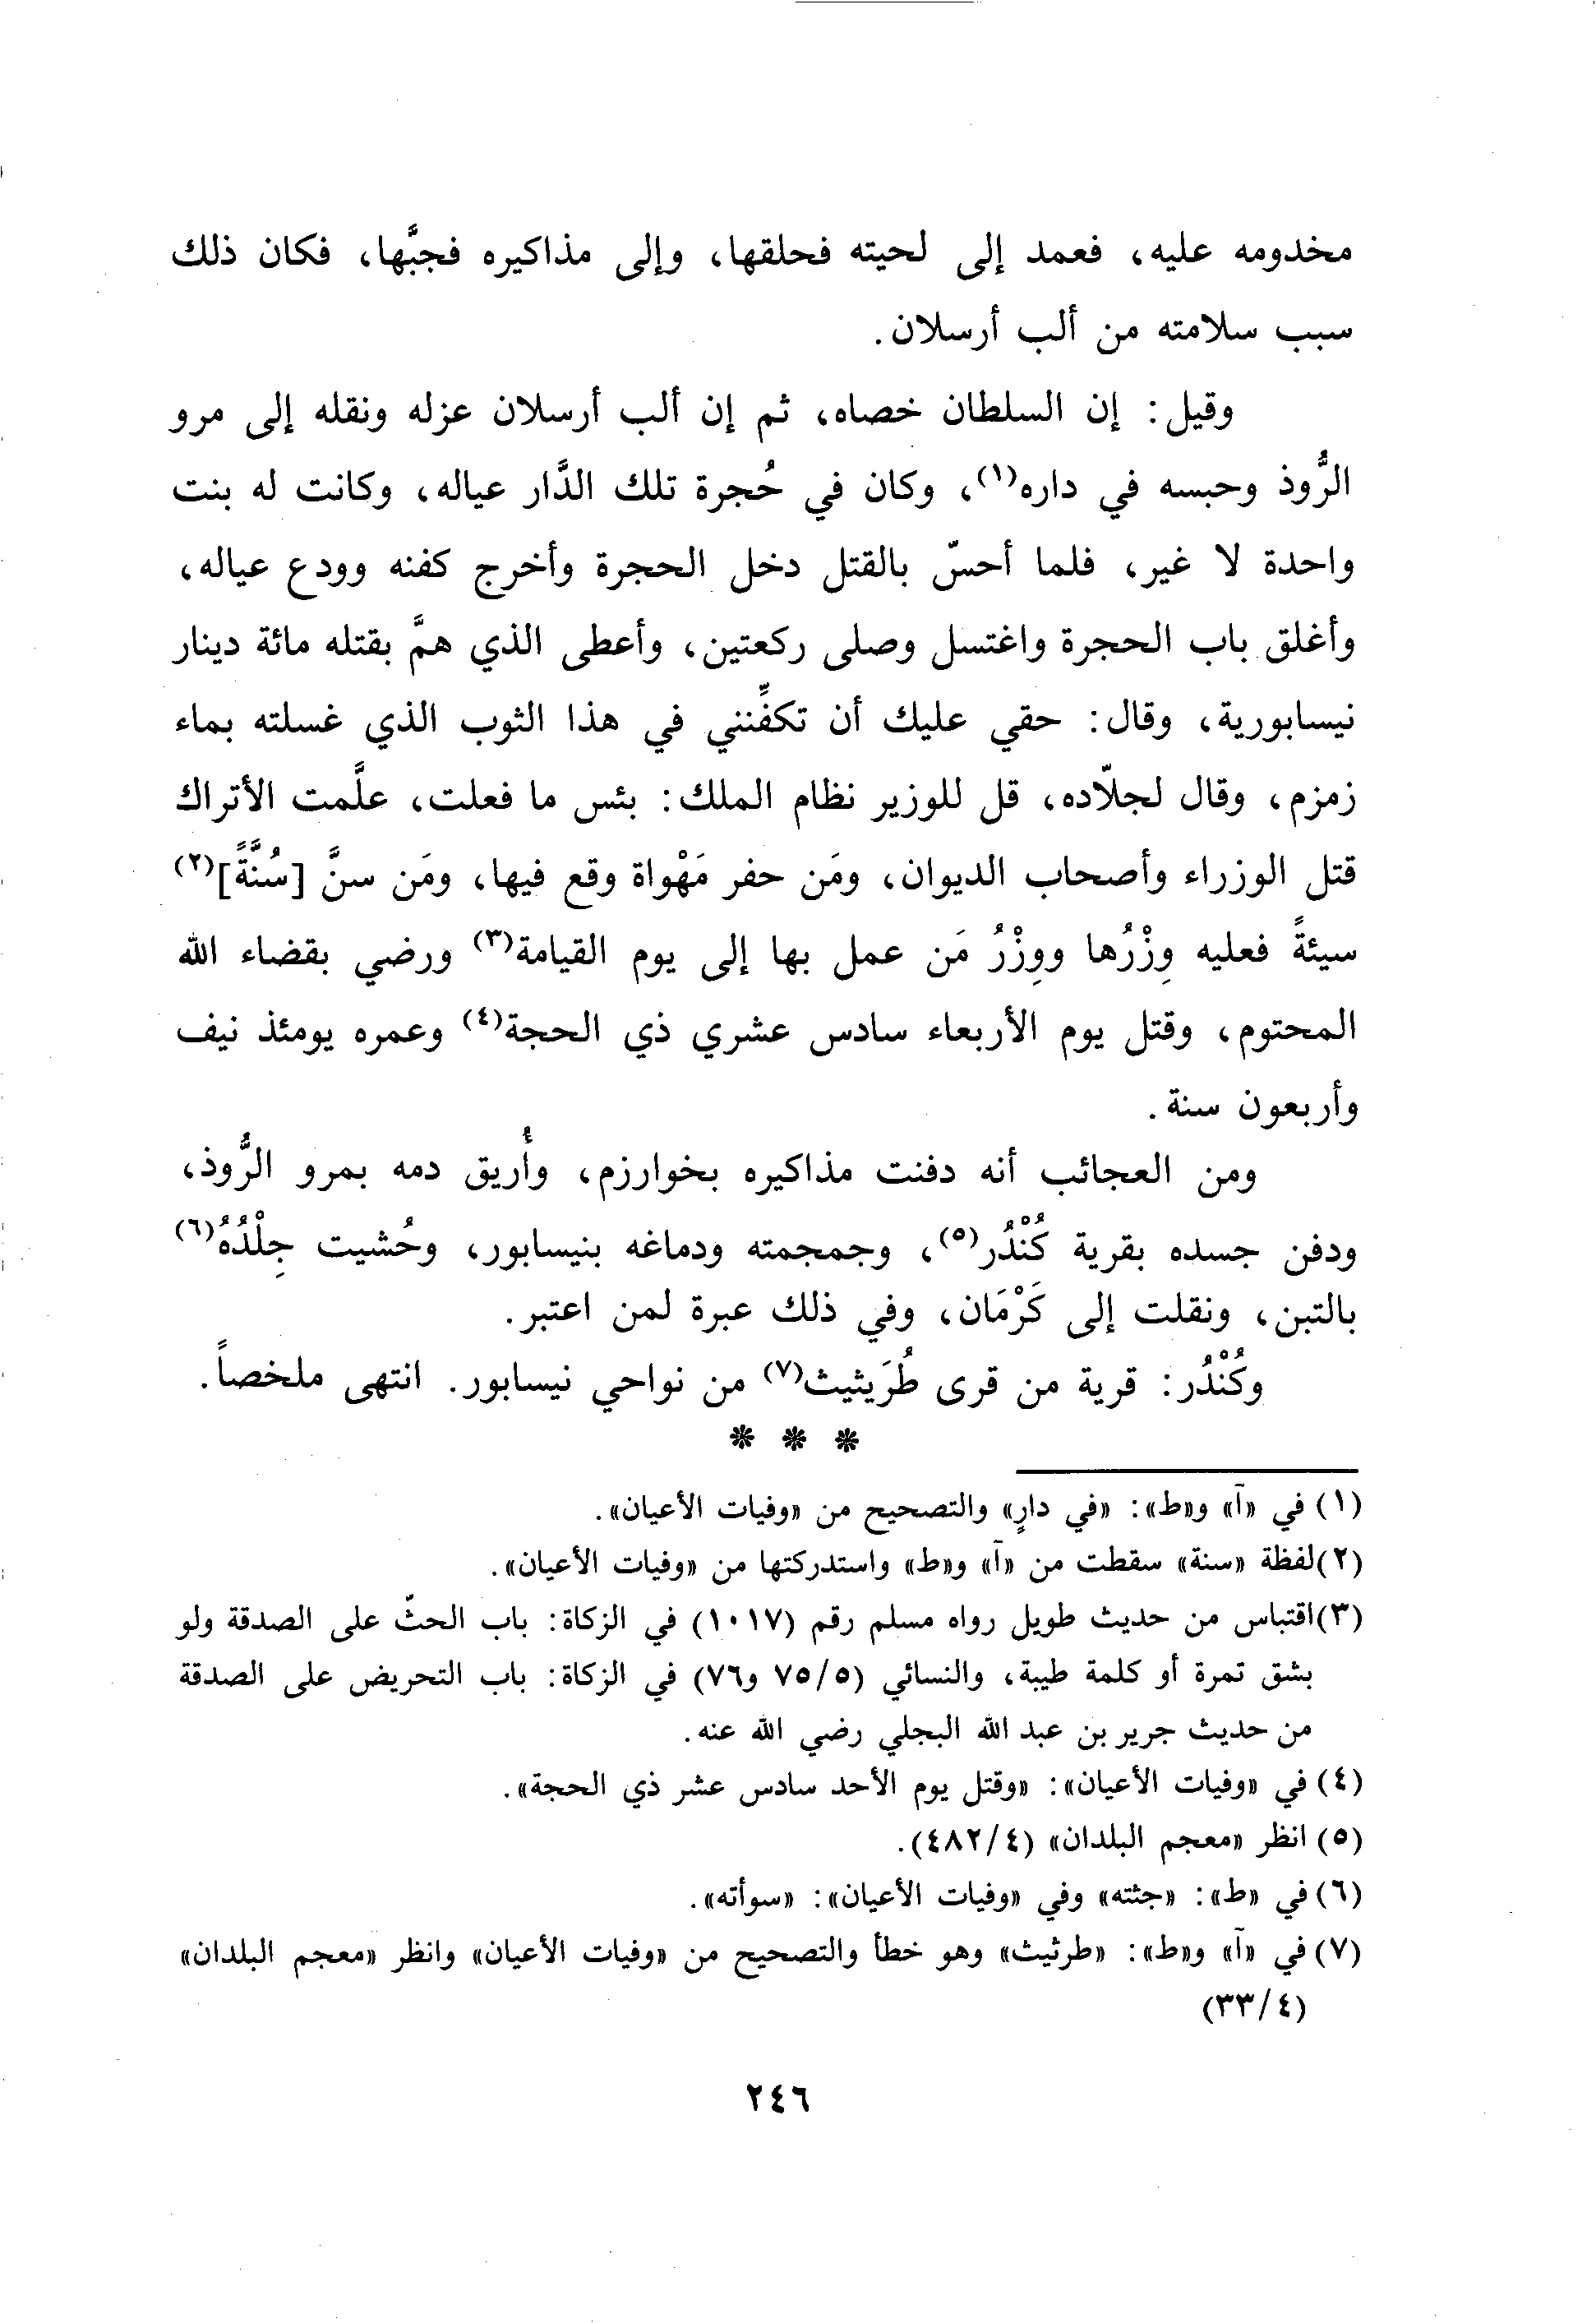 مخدومه عليه، فعمد إلى لحيته فحلقها، وإلى مذاكيره فجبَّها، فكان ذلك
سبب سلامته من ألب أرسلان.
وقيل: إن السلطان خصاه، ثم إن ألب أرسلان عزله ونقله إلى مرو
الرُّوذ وحبسه في داره(١)، وكان في حُجرة تلك الدَّار عياله، وكانت له بنت
واحدة لا غير، فلما أحسّ بالقتل دخل الحجرة وأخرج كفنه وودع عياله،
وأغلق باب الحجرة واغتسل وصلى ركعتين، وأعطى الذي همَّ بقتله مائة دينار
نيسابورية، وقال: حقي عليك أن تكفِّنني في هذا الثوب الذي غسلته بماء
زمزم، وقال لجلّاده، قل للوزير نظام الملك: بئس ما فعلت، علَّمت الأتراك
قتل الوزراء وأصحاب الديوان، ومَن حفر مَهْواة وقع فيها، ومَن سنَّ [سُنَّةً](٢)
سيئةً فعليه وِزْرُها ووِزْرُ مَن عمل بها إلى يوم القيامة(٣) ورضي بقضاء الله
المحتوم، وقتل يوم الأربعاء سادس عشري ذي الحجة(٤) وعمره يومئذ نيف
وأربعون سنة.
ومن العجائب أنه دفنت مذاكيره بخوارزم، وأُريق دمه بمرو الرُّوذ،
ودفن جسده بقرية كُنْدُر(٥)، وجمجمته ودماغه بنيسابور، وحُشيت جِلْدُهُ(٦)
بالتبن، ونقلت إلى كَرْمَان، وفي ذلك عبرة لمن اعتبر.
وكُنْدُر: قرية من قرى طُرَيثيث(٧) من نواحي نيسابور. انتهى ملخصاً.
* * *
(١) في «آ» و«ط»: «في دارٍ» والتصحيح من «وفيات الأعيان».
(٢) لفظة «سنة» سقطت من «آ» و«ط» واستدركتها من «وفيات الأعيان».
(٣) اقتباس من حديث طويل رواه مسلم رقم (١٠١٧) في الزكاة: باب الحثّ على الصدقة ولو
بشق تمرة أو كلمة طيبة، والنسائي (٧٥/٥ و٧٦) في الزكاة: باب التحريض على الصدقة
من حديث جرير بن عبد الله البجلي رضي الله عنه.
(٤) في «وفيات الأعيان»: «وقتل يوم الأحد سادس عشر ذي الحجة».
(٥) انظر «معجم البلدان» (٤٨٢/٤).
(٦) في «ط»: «جثته» وفي «وفيات الأعيان»: «سوأته».
(٧) في «آ» و«ط»: «طرثيث» وهو خطأ والتصحيح من «وفيات الأعيان» وانظر «معجم البلدان»
(٣٣/٤)
٢٤٦